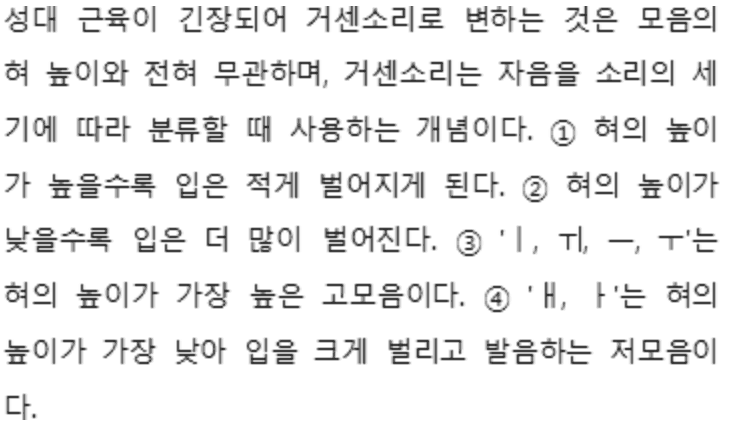 성대 근육이 긴장되어 거센소리로 변하는 것은 모음의
혀 높이와 전혀 무관하며, 거센소리는 자음을 소리의 세
기에 따라 분류할 때 사용하는 개념이다. ① 혀의 높이
가 높을수록 입은 적게 벌어지게 된다. ② 혀의 높이가
낮을수록 입은 더 많이 벌어진다. ③ 'ㅣ, ㅟ, ㅡ, ㅜ'는
혀의 높이가 가장 높은 고모음이다. ④ 'ㅐ, ㅏ'는 혀의
높이가 가장 낮아 입을 크게 벌리고 발음하는 저모음이
다.